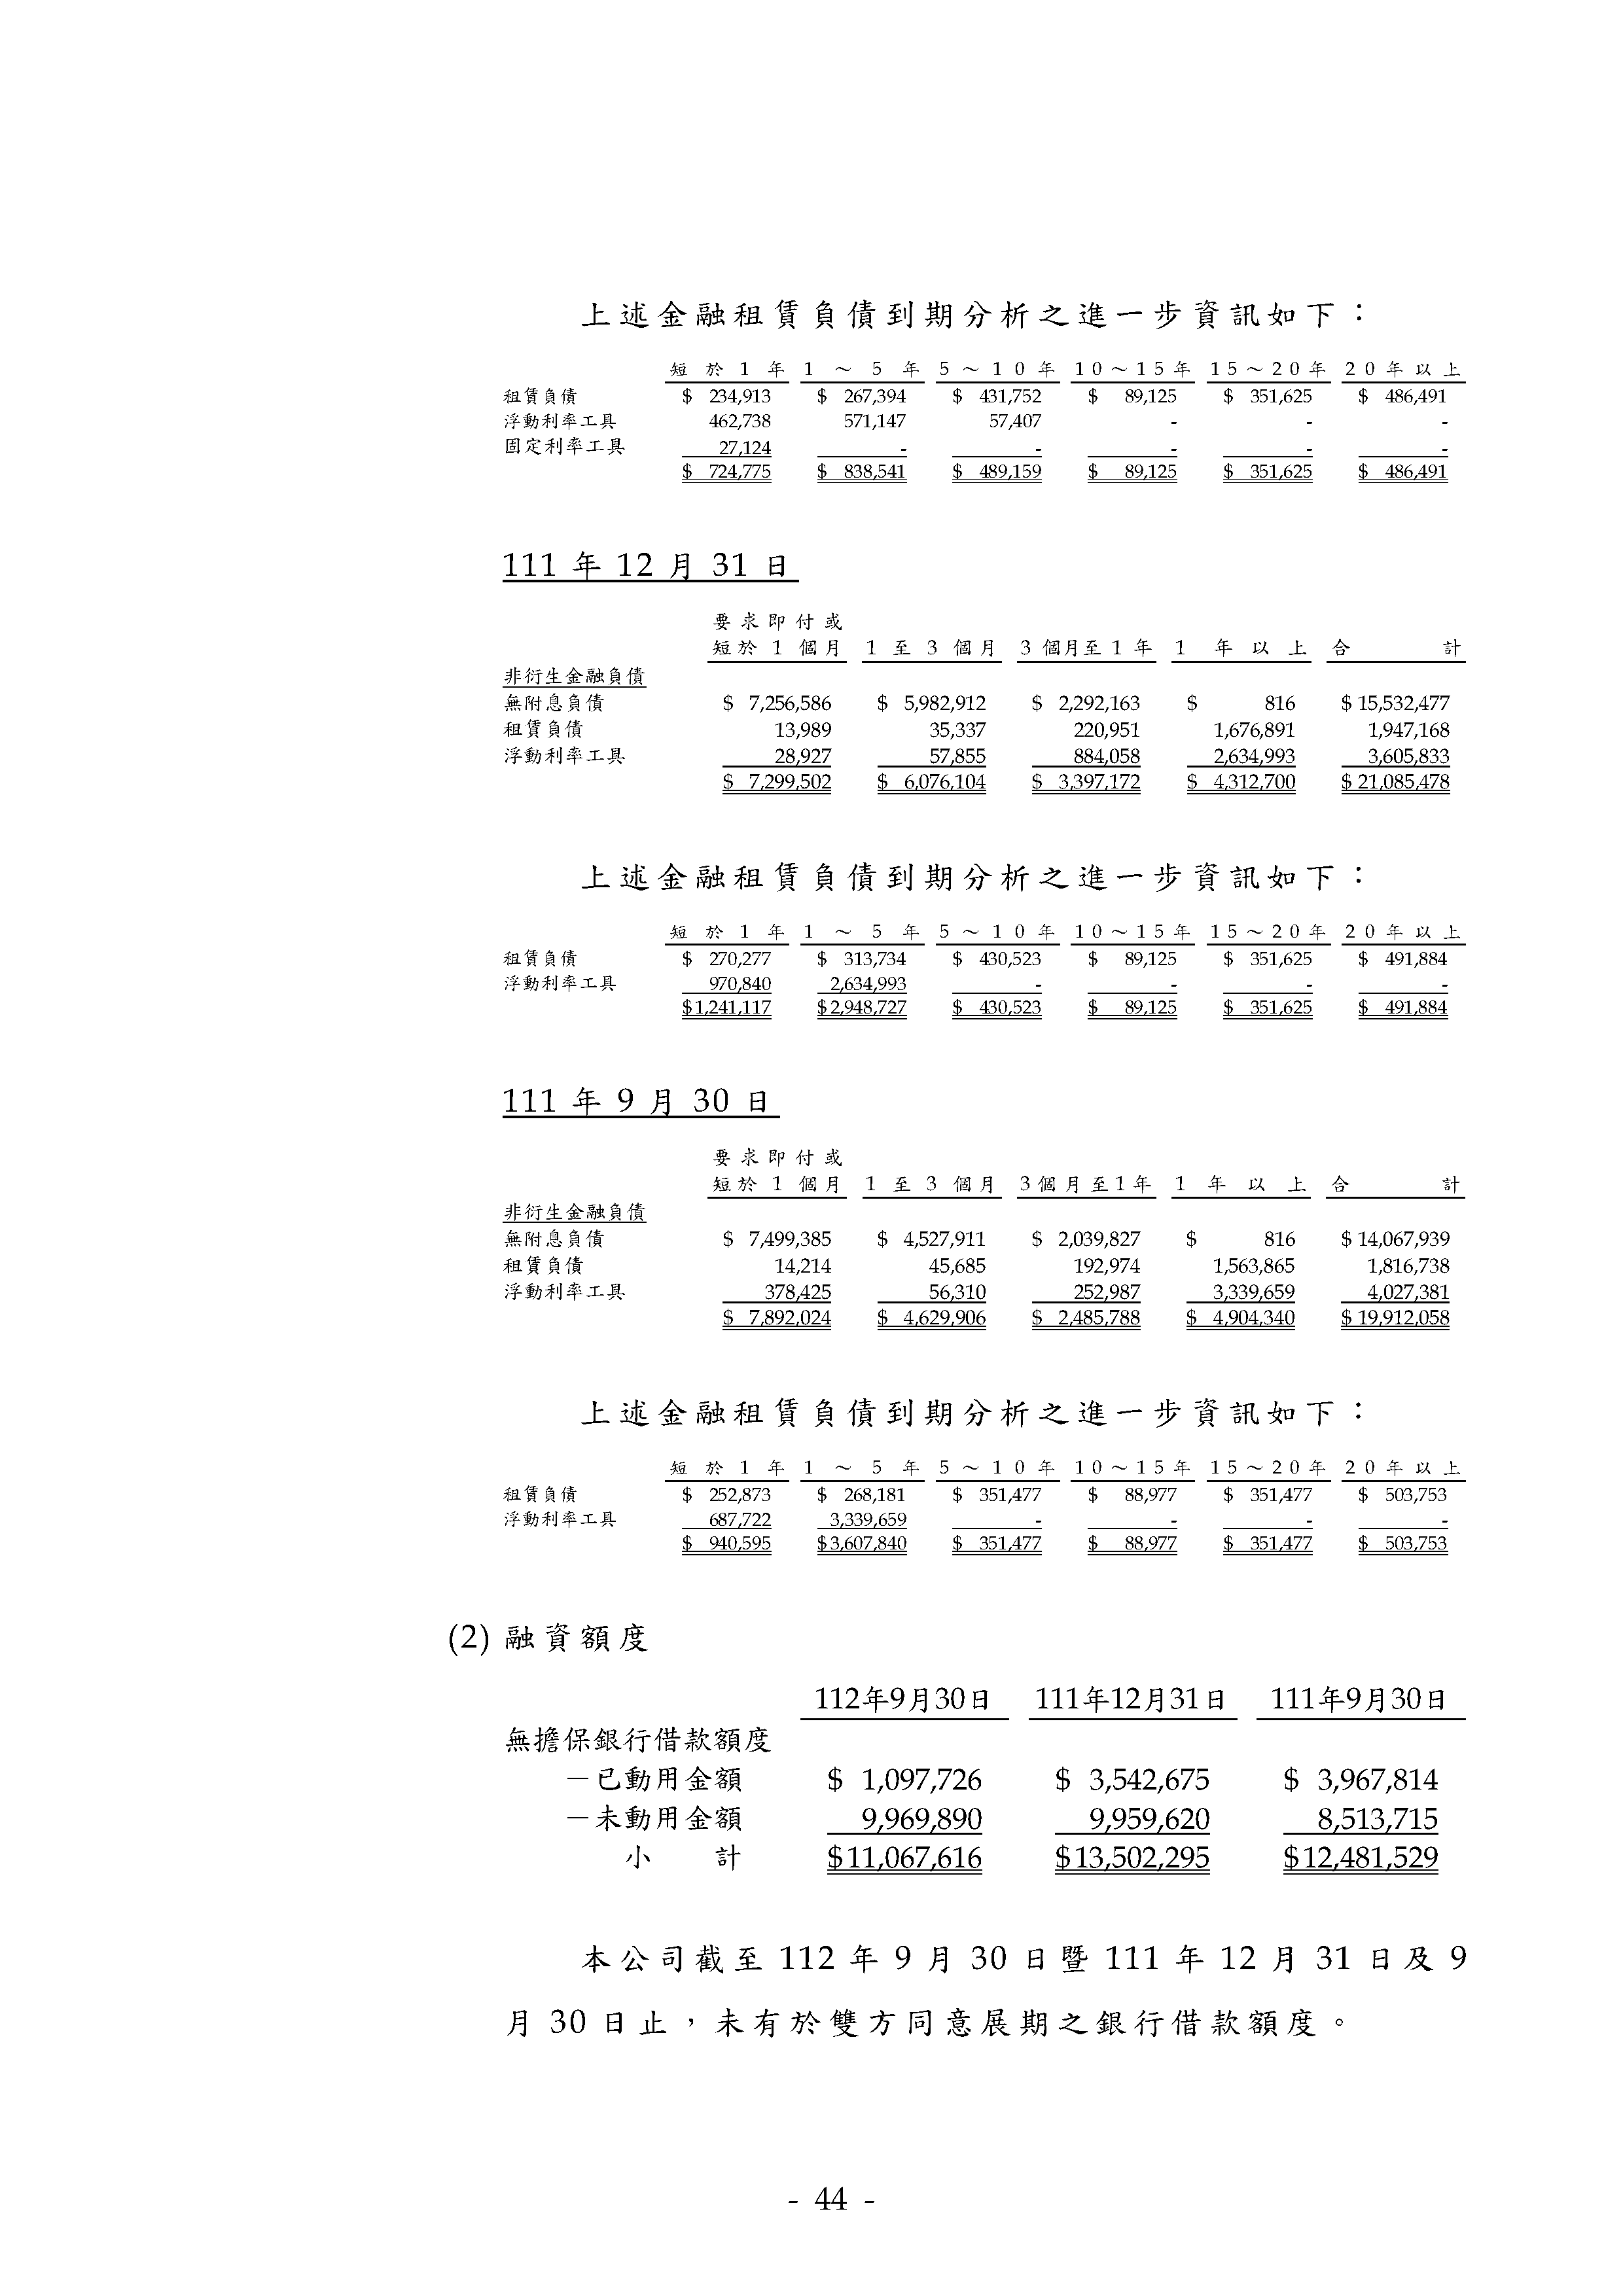 上述金融租賃負債到期分析之進一步資訊如下：
短於1年 1～5年 5～10年 10～15年 15～20年 20年以上
租賃負債 $ 234,913 $ 267,394 $ 431,752 $ 89,125 $ 351,625 $ 486,491
浮動利率工具 462,738 571,147 57,407 - - -
固定利率工具 27,124 - - - - -
$ 724,775 $ 838,541 $ 489,159 $ 89,125 $ 351,625 $ 486,491
111 年 12 月 31 日
要求即付或
短於 1 個月 1 至 3 個月 3 個月至 1 年 1 年以上 合計
非衍生金融負債
無附息負債 $ 7,256,586 $ 5,982,912 $ 2,292,163 $ 816 $ 15,532,477
租賃負債 13,989 35,337 220,951 1,676,891 1,947,168
浮動利率工具 28,927 57,855 884,058 2,634,993 3,605,833
$ 7,299,502 $ 6,076,104 $ 3,397,172 $ 4,312,700 $ 21,085,478
上述金融租賃負債到期分析之進一步資訊如下：
短於1年 1～5年 5～10年 10～15年 15～20年 20年以上
租賃負債 $ 270,277 $ 313,734 $ 430,523 $ 89,125 $ 351,625 $ 491,884
浮動利率工具 970,840 2,634,993 - - - -
$1,241,117 $2,948,727 $ 430,523 $ 89,125 $ 351,625 $ 491,884
111 年 9 月 30 日
要求即付或
短於 1 個月 1 至 3 個月 3個月至1年 1 年以上 合計
非衍生金融負債
無附息負債 $ 7,499,385 $ 4,527,911 $ 2,039,827 $ 816 $ 14,067,939
租賃負債 14,214 45,685 192,974 1,563,865 1,816,738
浮動利率工具 378,425 56,310 252,987 3,339,659 4,027,381
$ 7,892,024 $ 4,629,906 $ 2,485,788 $ 4,904,340 $ 19,912,058
上述金融租賃負債到期分析之進一步資訊如下：
短於1年 1～5年 5～10年 10～15年 15～20年 20年以上
租賃負債 $ 252,873 $ 268,181 $ 351,477 $ 88,977 $ 351,477 $ 503,753
浮動利率工具 687,722 3,339,659 - - - -
$ 940,595 $3,607,840 $ 351,477 $ 88,977 $ 351,477 $ 503,753
(2) 融資額度
112年9月30日 111年12月31日 111年9月30日
無擔保銀行借款額度
－已動用金額 $ 1,097,726 $ 3,542,675 $ 3,967,814
－未動用金額 9,969,890 9,959,620 8,513,715
小計 $11,067,616 $13,502,295 $12,481,529
本公司截至 112 年 9 月 30 日暨 111 年 12 月 31 日及 9
月 30 日止，未有於雙方同意展期之銀行借款額度。
- 44 -